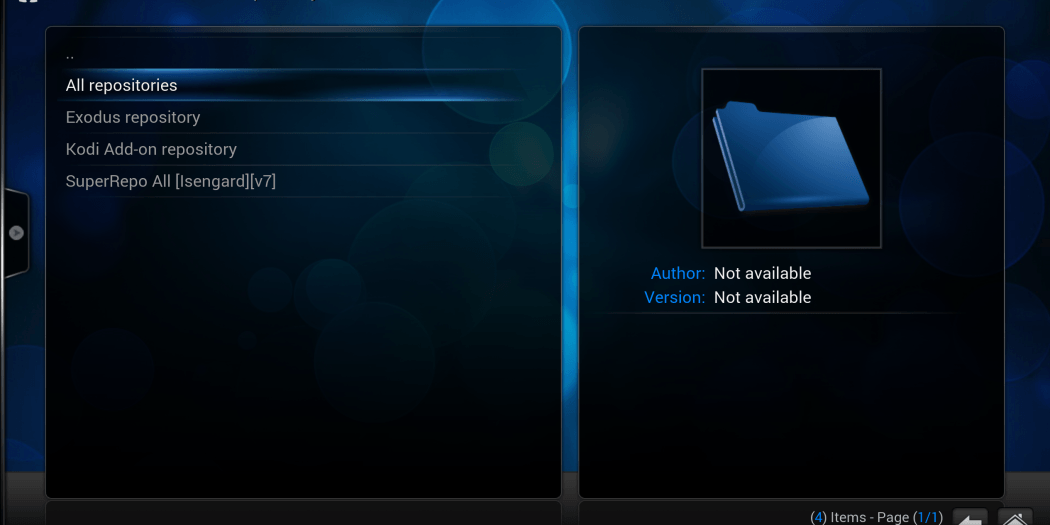 ..
All repositories
Exodus repository
Kodi Add-on repository
SuperRepo All [Isengard][v7]
Author: Not available
Version: Not available
(4) Items - Page (1/1)